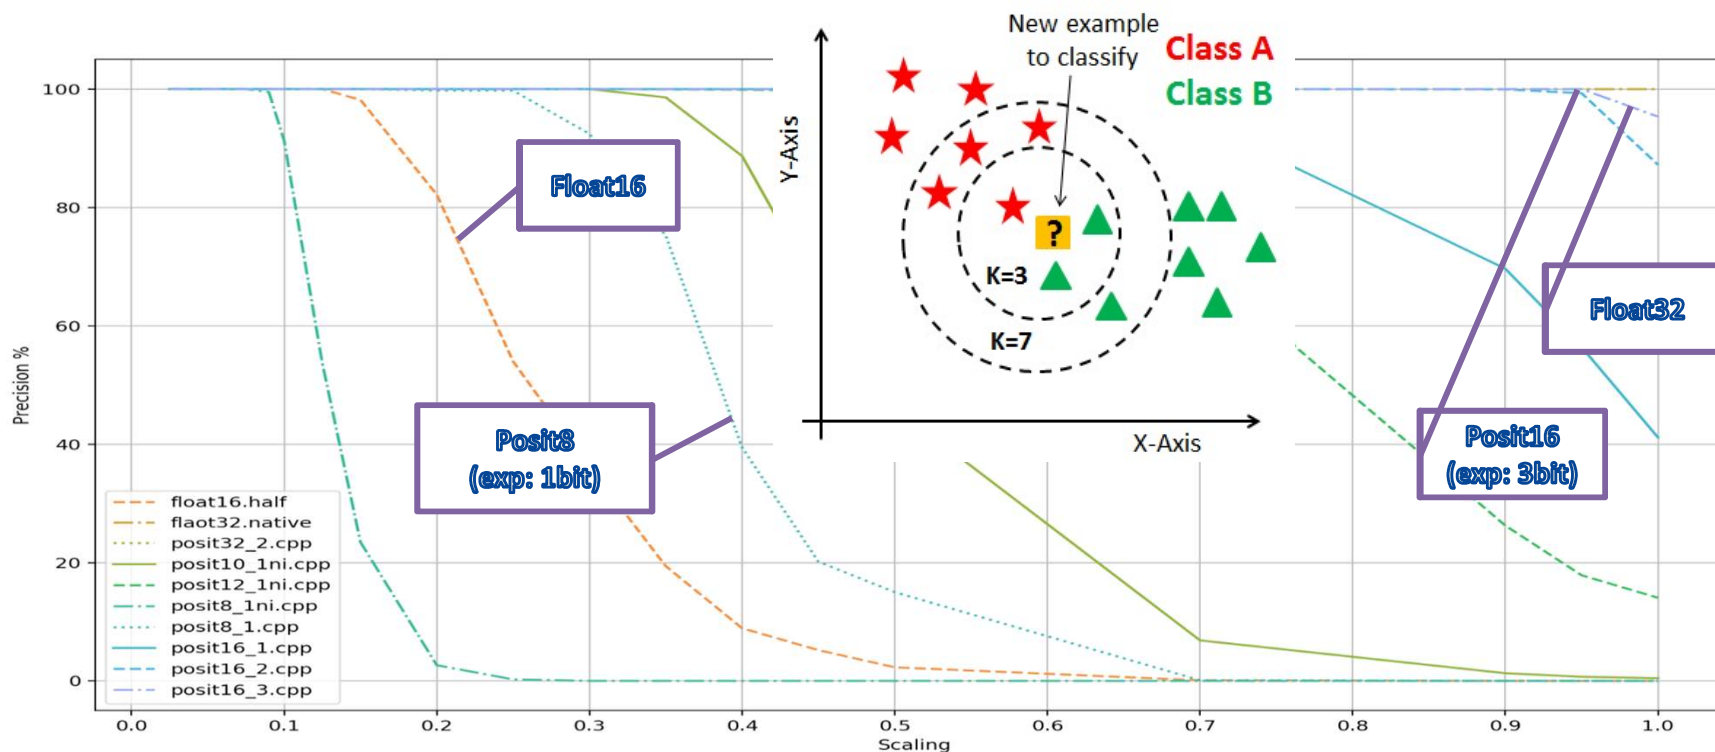 New example
to classify
Class A
Class B
Y-Axis
?
K=3
K=7
X-Axis
Float16
Posit8
(exp: 1bit)
Float32
Posit16
(exp: 3bit)
Precision %
100
80
60
40
20
0
float16.half
flaot32.native
posit32_2.cpp
posit10_1ni.cpp
posit12_1ni.cpp
posit8_1ni.cpp
posit8_1.cpp
posit16_1.cpp
posit16_2.cpp
posit16_3.cpp
0.0 0.1 0.2 0.3 0.4 0.5 0.6 0.7 0.8 0.9 1.0
Scaling